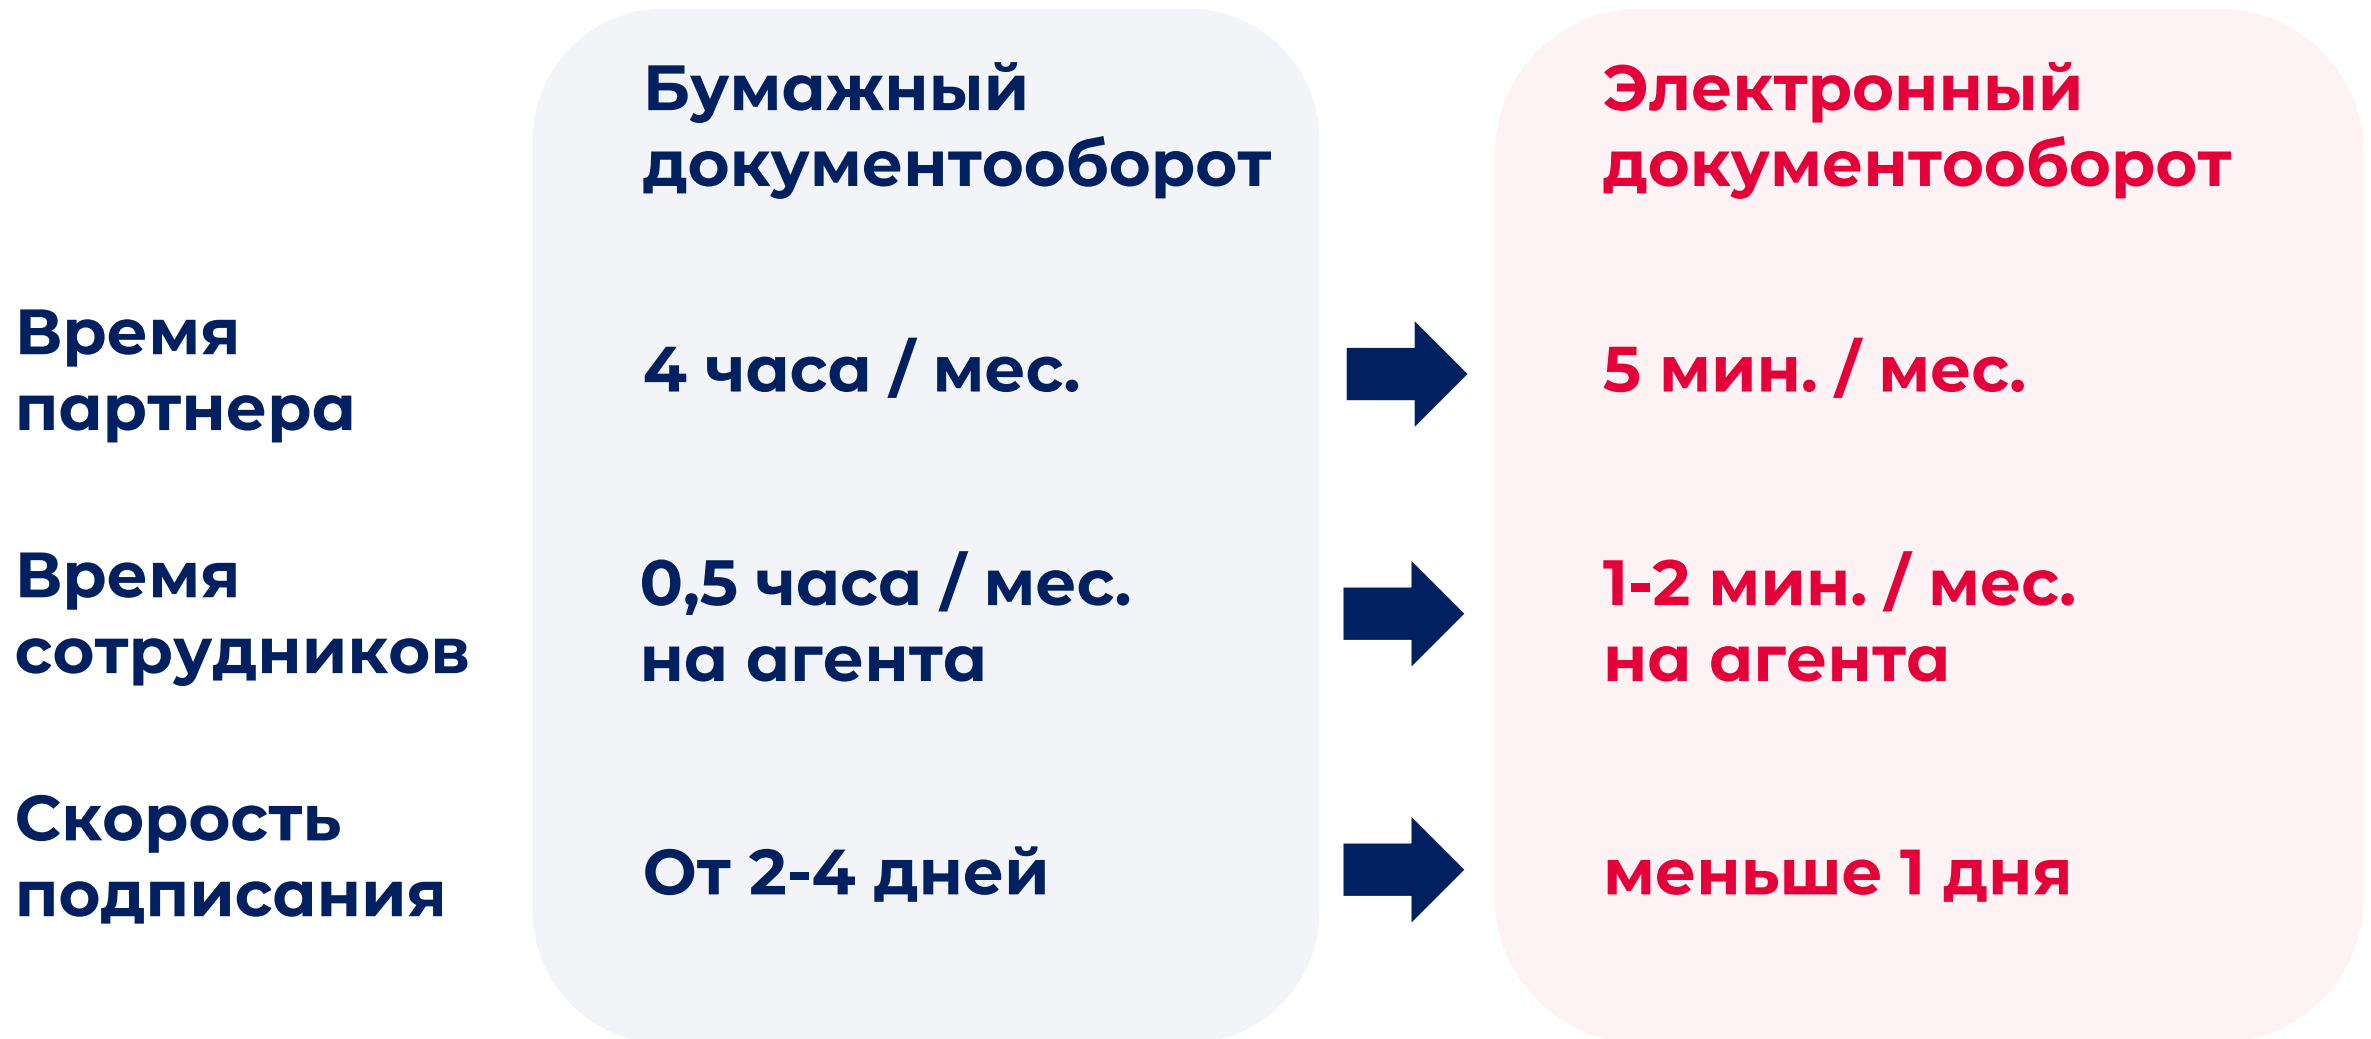 Бумажный
документооборот
Электронный
документооборот
Время
партнера
4 часа / мес.
5 мин. / мес.
Время
сотрудников
0,5 часа / мес.
на агента
1-2 мин. / мес.
на агента
Скорость
подписания
От 2-4 дней
меньше 1 дня